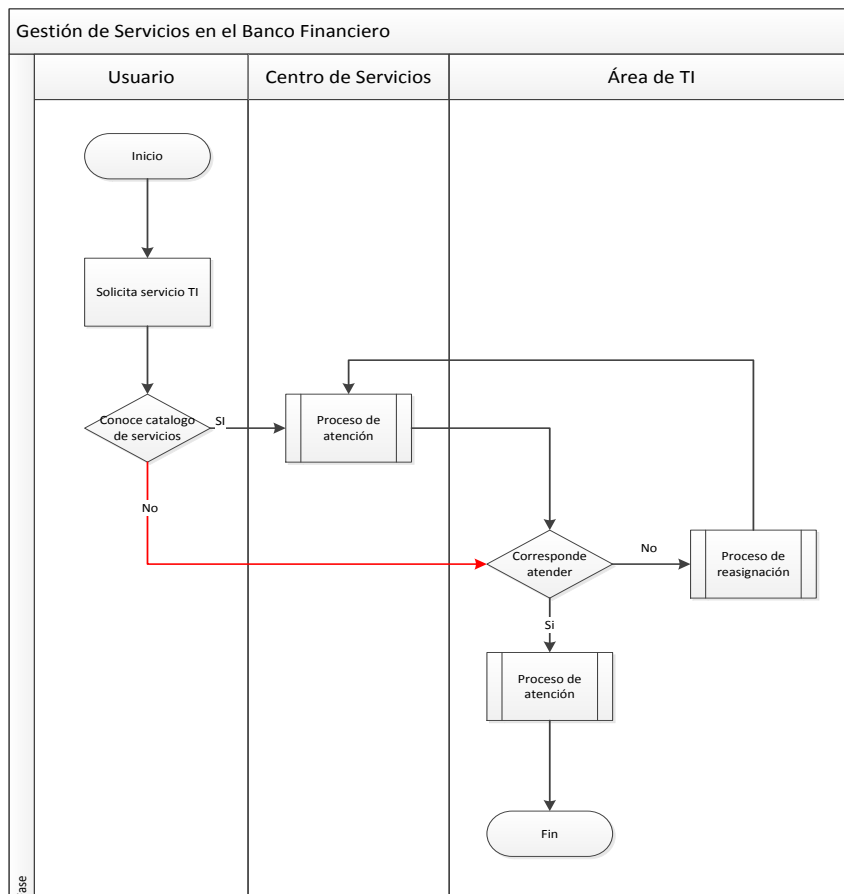 Gestión de Servicios en el Banco Financiero
Usuario
Centro de Servicios
Área de TI
Inicio
Solicita servicio TI
Conoce catalogo
de servicios
SI
Proceso de
atención
No
Corresponde
atender
No
Proceso de
reasignación
Si
Proceso de
atención
Fin